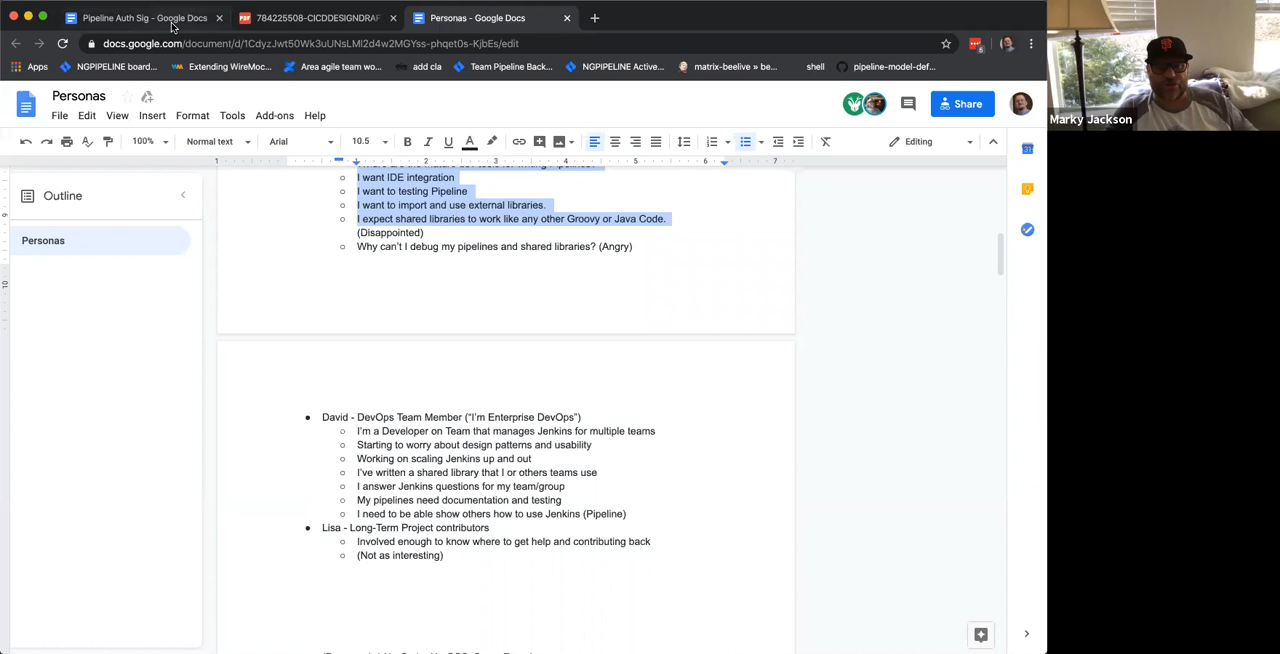 Pipeline Auth Sig - Google Docs
784225508-CICDDESIGNDRAF
Personas - Google Docs
docs.google.com/document/d/1CdyzJwt50Wk3uUNsLMl2d4w2MGYss-phqet0s-KjbEs/edit
Apps
NGPIPELINE board...
Extending WireMoc...
Area agile team wo...
add cla
Team Pipeline Back...
NGPIPELINE Active...
matrix-beelive » be...
shell
pipeline-model-def...
Marky Jackson
Personas
File Edit View Insert Format Tools Add-ons Help
Share
100% Normal text Arial 10.5 Editing
1 1 2 3 4 5 6 7
Outline
Personas
I want IDE integration
I want to testing Pipeline
I want to import and use external libraries.
I expect shared libraries to work like any other Groovy or Java Code.
(Disappointed)
Why can't I debug my pipelines and shared libraries? (Angry)
David - DevOps Team Member ("I'm Enterprise DevOps")
I'm a Developer on Team that manages Jenkins for multiple teams
Starting to worry about design patterns and usability
Working on scaling Jenkins up and out
I've written a shared library that I or others teams use
I answer Jenkins questions for my team/group
My pipelines need documentation and testing
I need to be able show others how to use Jenkins (Pipeline)
Lisa - Long-Term Project contributors
Involved enough to know where to get help and contributing back
(Not as interesting)